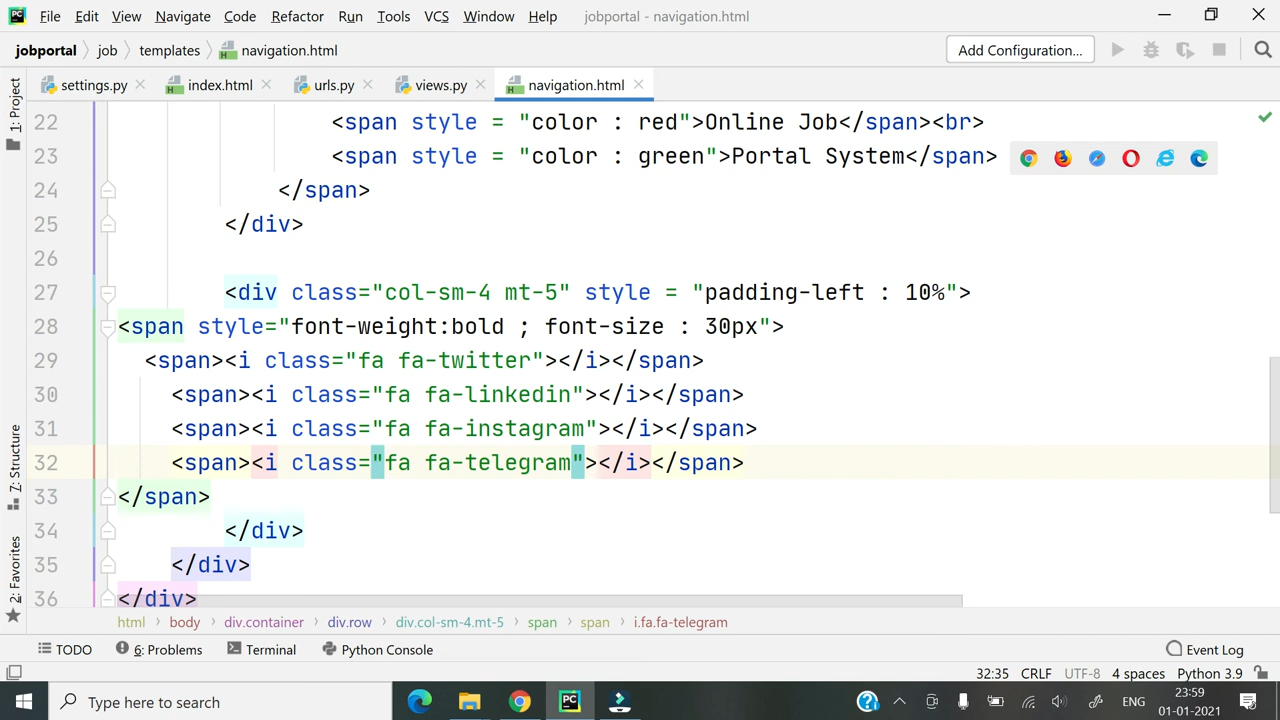 PC File Edit View Navigate Code Refactor Run Tools VCS Window Help jobportal - navigation.html
jobportal job templates navigation.html Add Configuration...
settings.py index.html urls.py views.py navigation.html
1: Project
7: Structure
2: Favorites
22 <span style = "color : red">Online Job</span><br>
23 <span style = "color : green">Portal System</span>
24 </span>
25 </div>
26
27 <div class="col-sm-4 mt-5" style = "padding-left : 10%">
28 <span style="font-weight:bold ; font-size : 30px">
29 <span><i class="fa fa-twitter"></i></span>
30 <span><i class="fa fa-linkedin"></i></span>
31 <span><i class="fa fa-instagram"></i></span>
32 <span><i class="fa fa-telegram"></i></span>
33 </span>
34 </div>
35 </div>
36 </div>
html body div.container div.row div.col-sm-4.mt-5 span span i.fa.fa-telegram
TODO 6: Problems Terminal Python Console Event Log
32:35 CRLF UTF-8 4 spaces Python 3.9
Type here to search PC ENG 23:59
01-01-2021